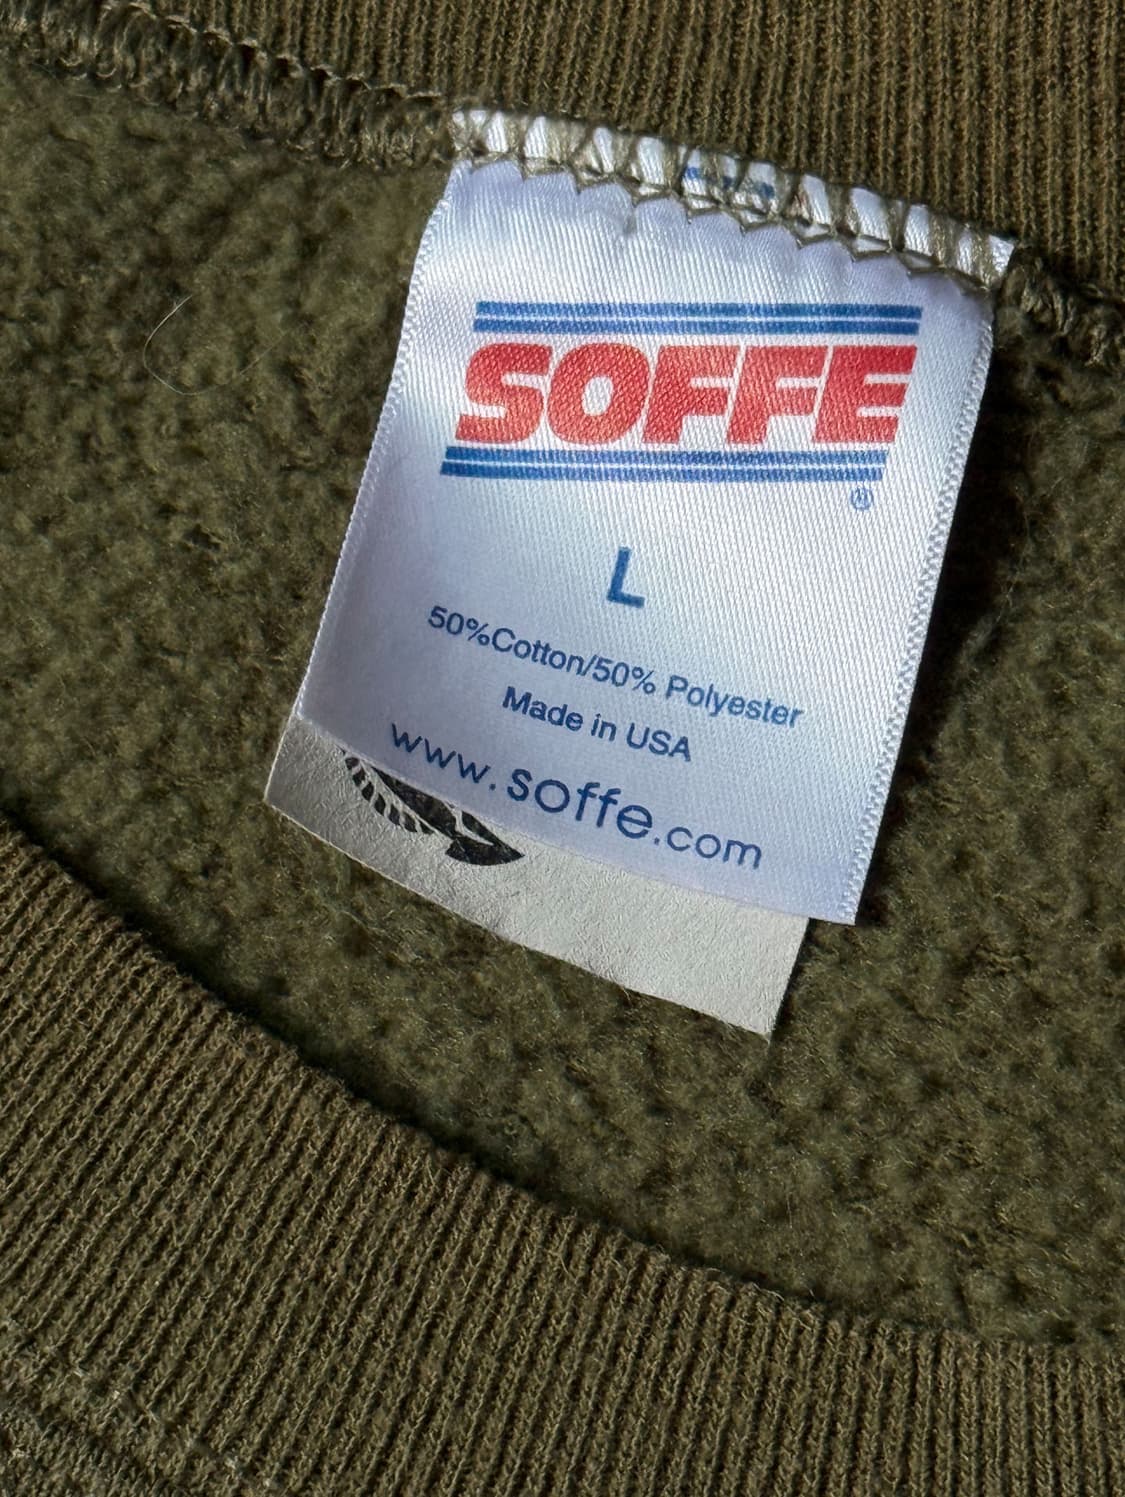 SOFFE
®
L
50%Cotton/50% Polyester
Made in USA
www.soffe.com